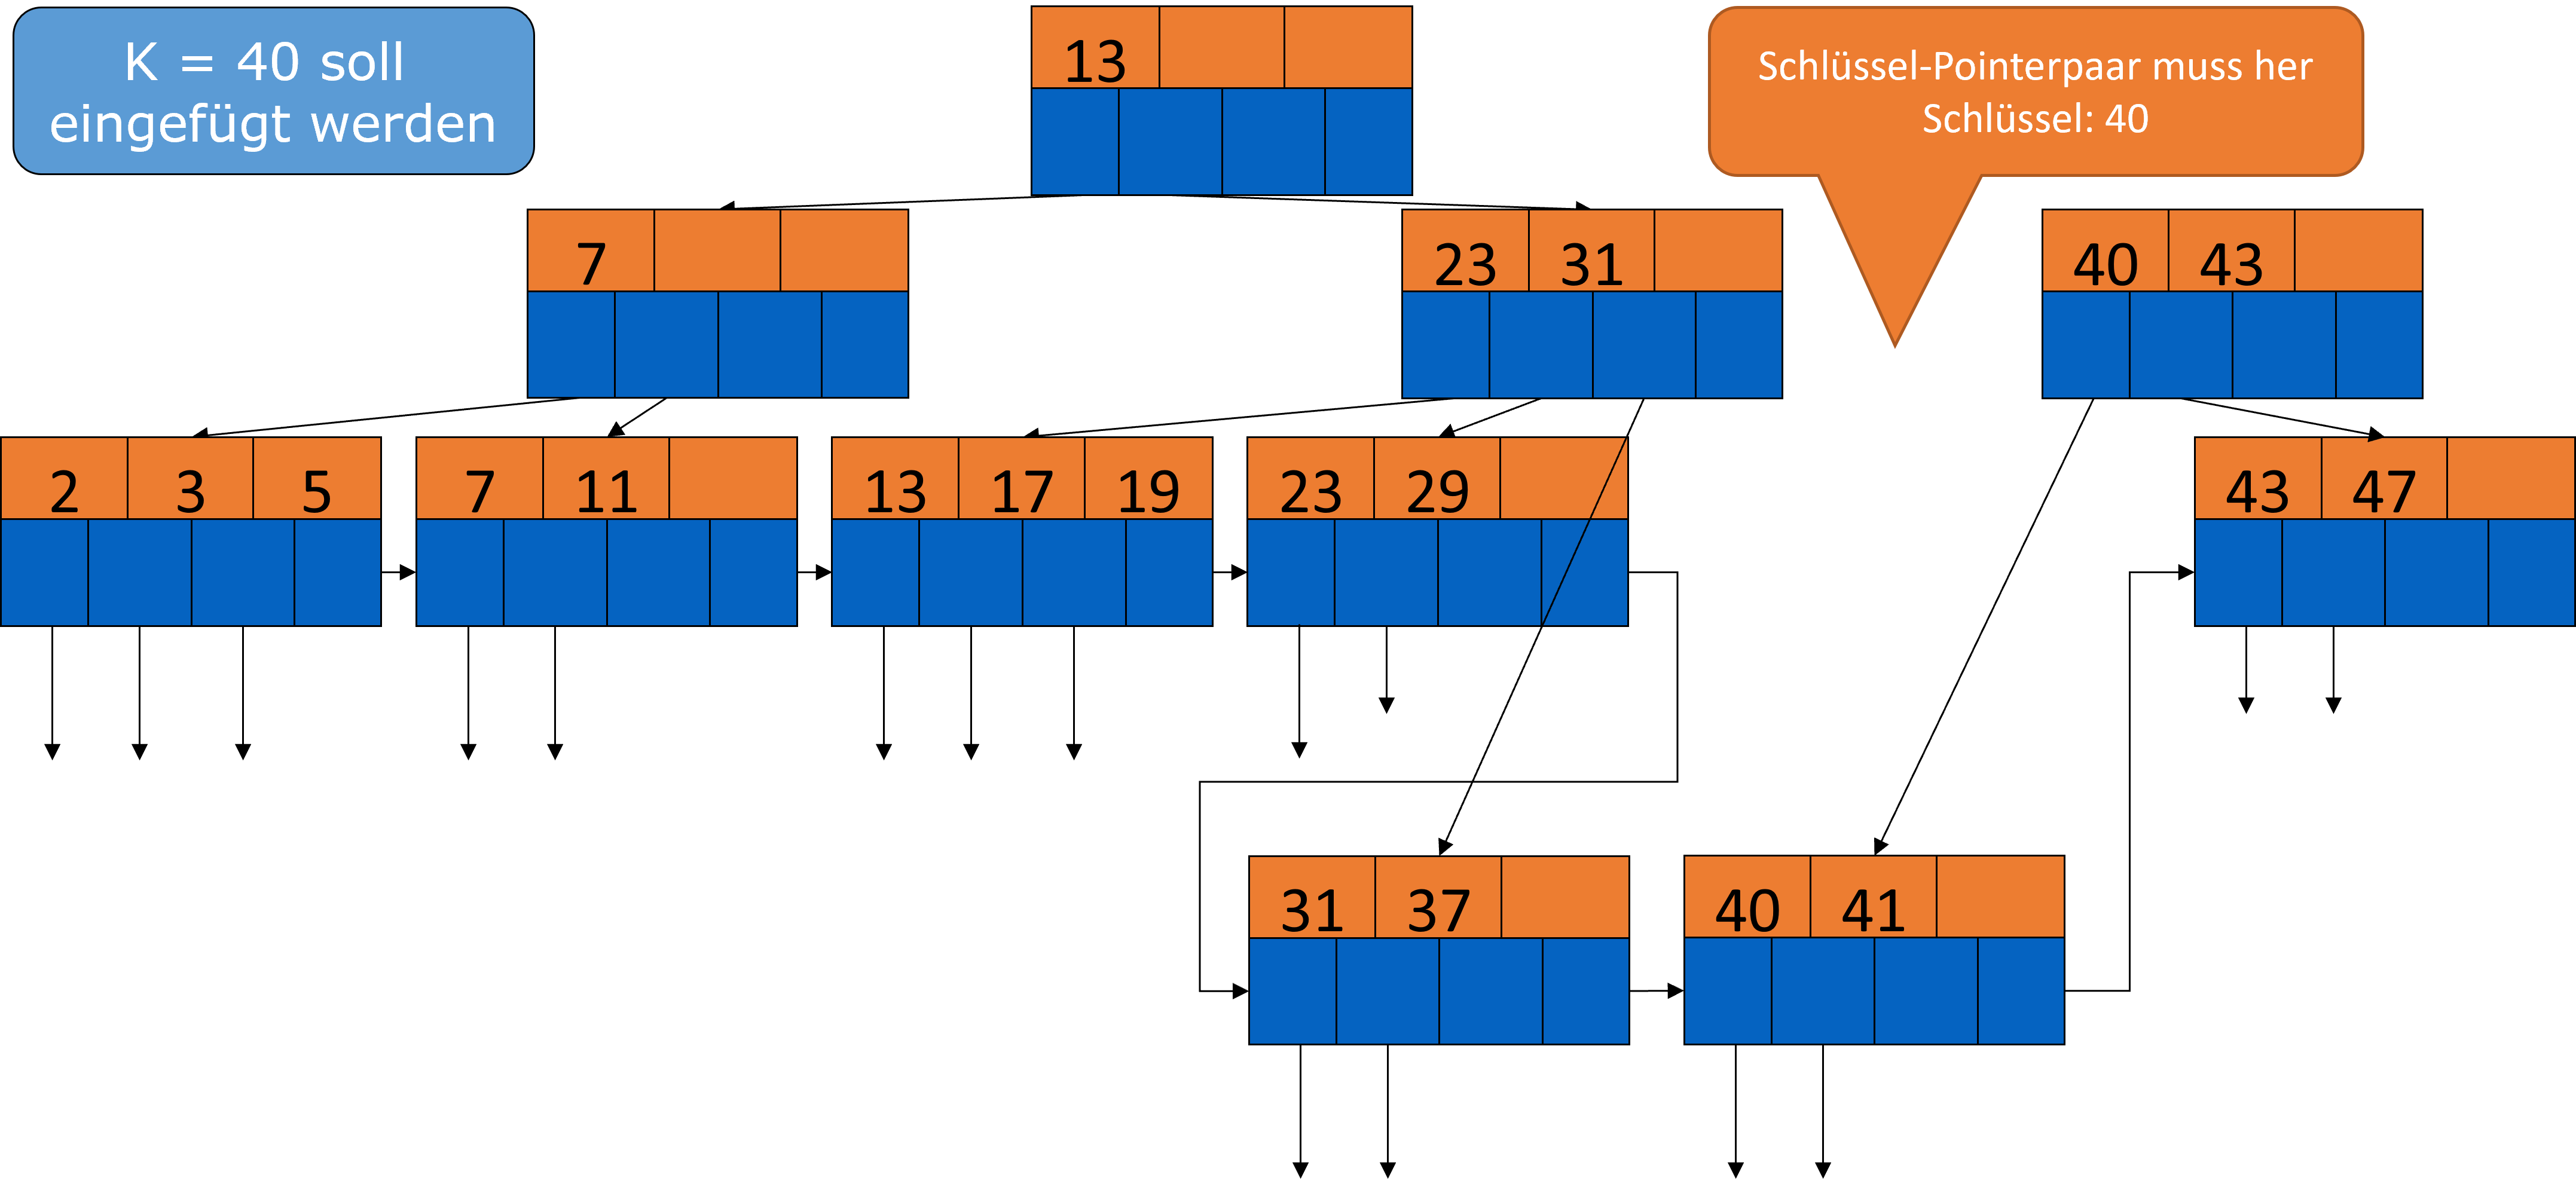 K = 40 soll
eingefügt werden
13
Schlüssel-Pointerpaar muss her
Schlüssel: 40
7
23 31
40 43
2 3 5
7 11
13 17 19
23 29
43 47
31 37
40 41